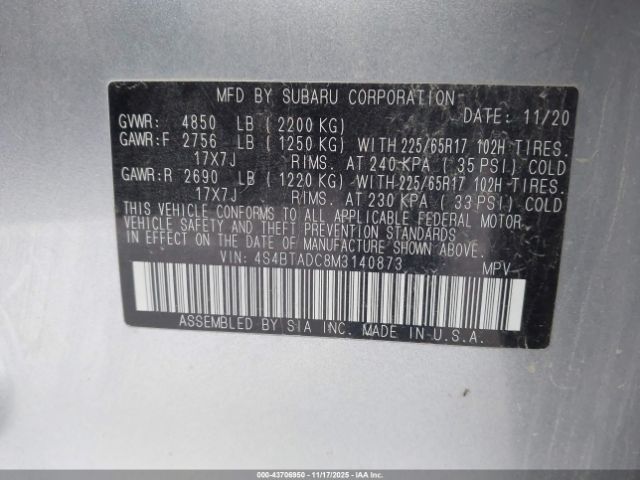 MFD BY SUBARU CORPORATION DATE: 11/20
GVWR: 4850 LB ( 2200 KG)
GAWR:F 2756 LB ( 1250 KG) WITH 225/65R17 102H TIRES.
17X7J RIMS. AT 240 KPA ( 35 PSI) COLD
GAWR:R 2690 LB ( 1220 KG) WITH 225/65R17 102H TIRES.
17X7J RIMS. AT 230 KPA ( 33 PSI) COLD
THIS VEHICLE CONFORMS TO ALL APPLICABLE FEDERAL MOTOR
VEHICLE SAFETY AND THEFT PREVENTION STANDARDS
IN EFFECT ON THE DATE OF MANUFACTURE SHOWN ABOVE.
VIN: 4S4BTADC8M3140873 MPV
ASSEMBLED BY SIA INC. MADE IN U.S.A.
000-43706950 - 11/17/2025 - IAAI.COM